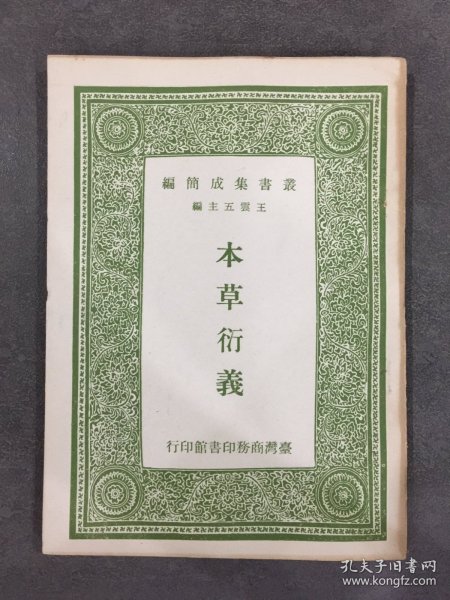 叢書集成簡編
王雲五主編
本草衍義
臺灣商務印書館印行
孔夫子旧书网
www.kongfz.com